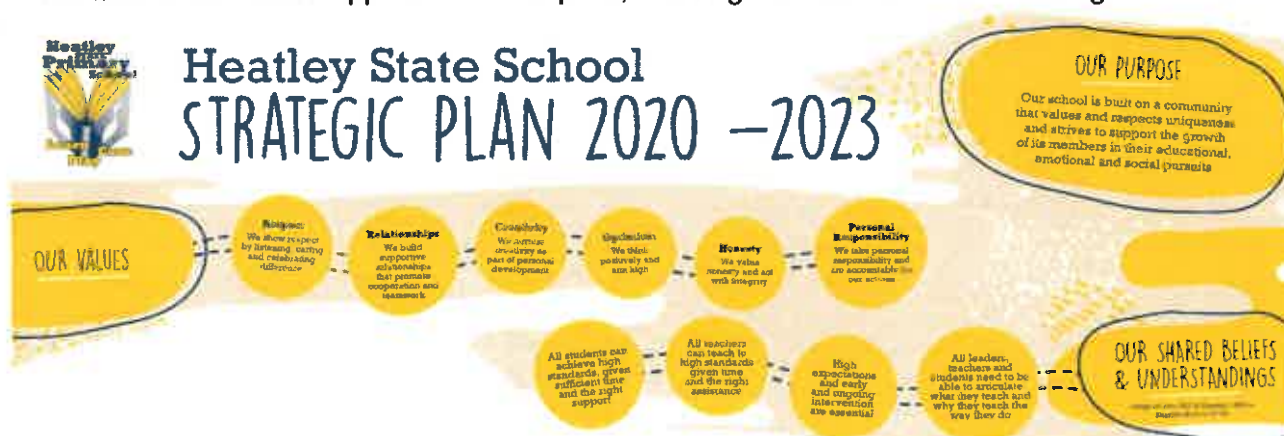 Heatley
State
Primary
School
Heatley State School
STRATEGIC PLAN 2020 –2023
OUR PURPOSE
Our school is built on a community
that values and respects uniqueness
and strives to support the growth
of its members in their educational,
emotional and social pursuits
OUR VALUES
Respect
We show respect
by listening, caring
and celebrating
difference
Relationships
We build
supportive
relationships
that promote
cooperation and
teamwork
Creativity
We nurture
creativity as
part of personal
development
Optimism
We think
positively and
aim high
Honesty
We value
honesty and act
with integrity
Personal
Responsibility
We take personal
responsibility and
are accountable for
our actions
All students can
achieve high
standards, given
sufficient time
and the right
support
All teachers
can teach to
high standards
given time
and the right
assistance
High
expectations
and early
and ongoing
intervention
are essential
All leaders,
teachers and
students need to be
able to articulate
what they teach and
why they teach the
way they do
OUR SHARED BELIEFS
& UNDERSTANDINGS